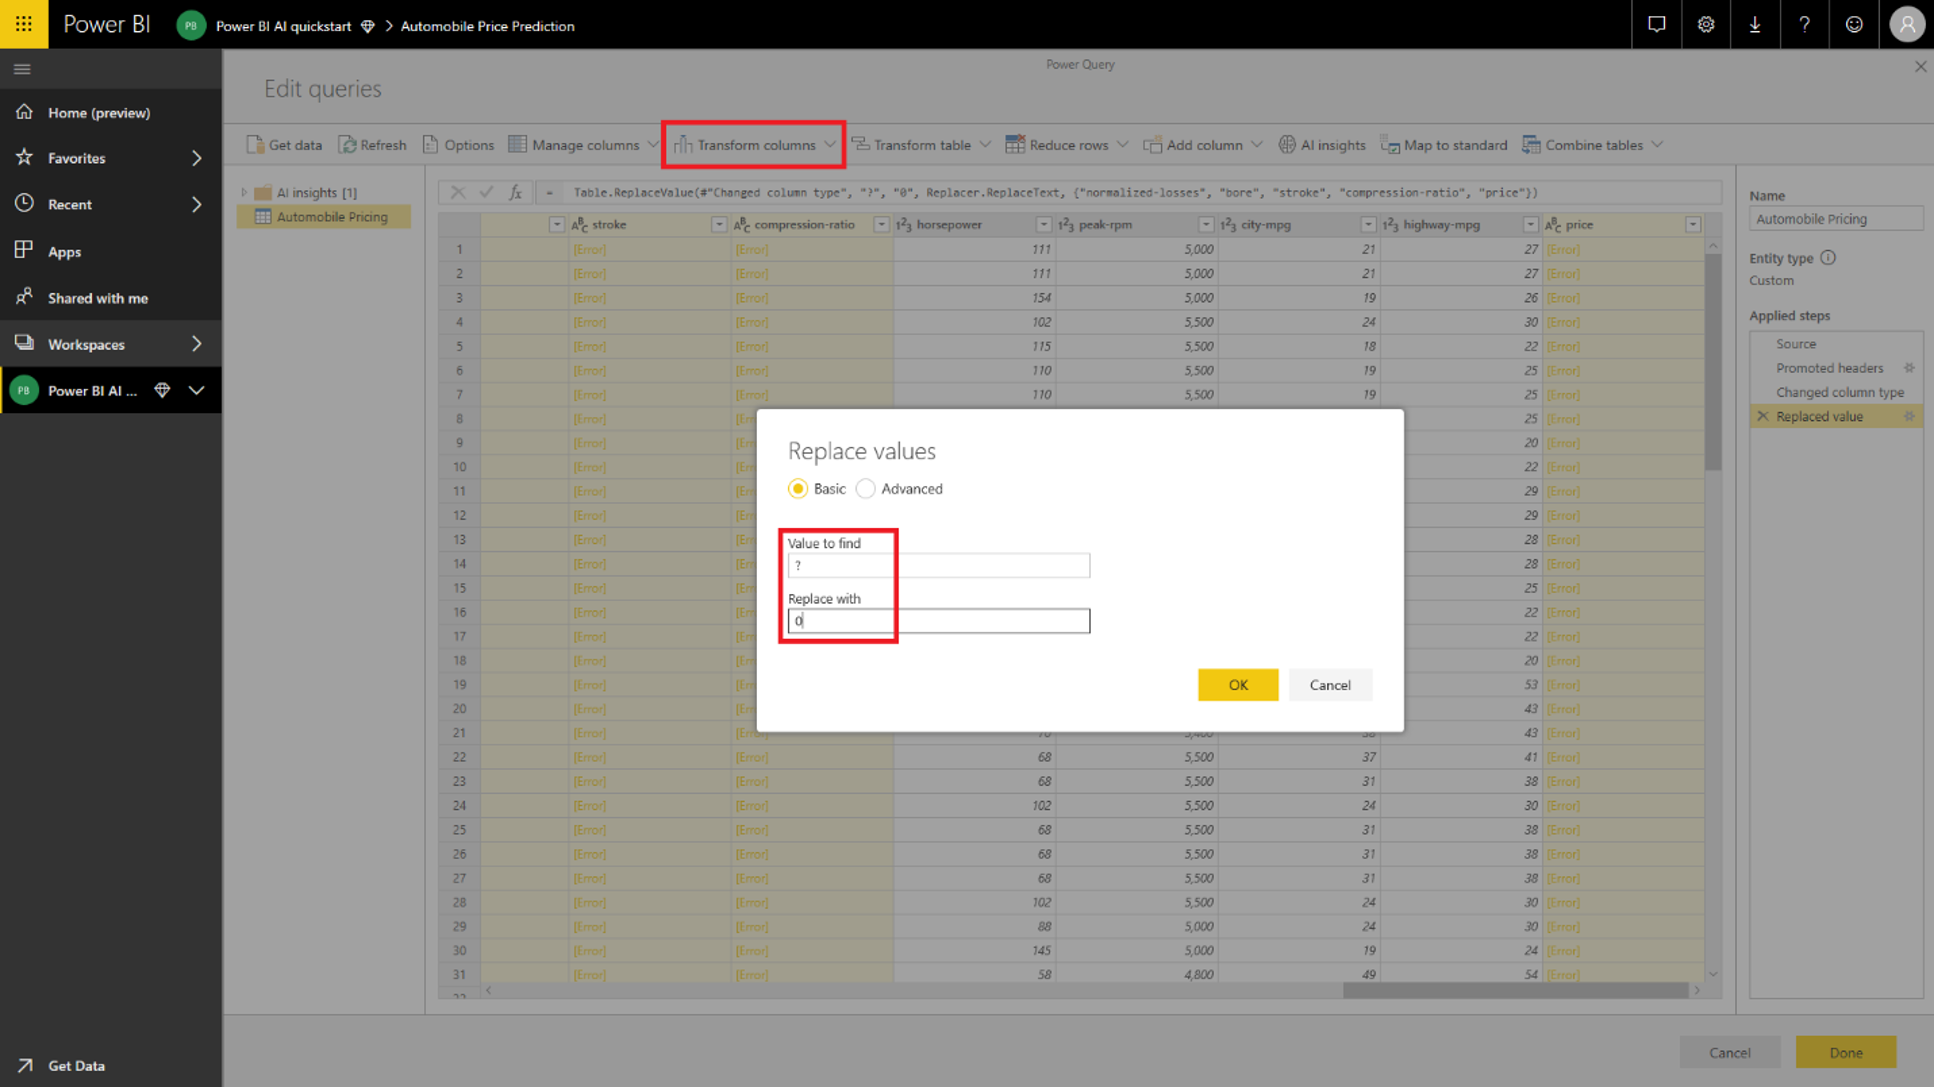 Power BI PB Power BI AI quickstart > Automobile Price Prediction
Power Query
Edit queries
Home (preview)
Favorites
Recent
Apps
Shared with me
Workspaces
PB Power BI AI ...
Get Data
Get data Refresh Options Manage columns Transform columns Transform table Reduce rows Add column AI insights Map to standard Combine tables
AI insights [1]
Automobile Pricing
fx = Table.ReplaceValue(#"Changed column type", "?", "0", Replacer.ReplaceText, {"normalized-losses", "bore", "stroke", "compression-ratio", "price"})
ABC stroke ABC compression-ratio 123 horsepower 123 peak-rpm 123 city-mpg 123 highway-mpg ABC price
1 [Error] [Error] 111 5,000 21 27 [Error]
2 [Error] [Error] 111 5,000 21 27 [Error]
3 [Error] [Error] 154 5,000 19 26 [Error]
4 [Error] [Error] 102 5,500 24 30 [Error]
5 [Error] [Error] 115 5,500 18 22 [Error]
6 [Error] [Error] 110 5,500 19 25 [Error]
7 [Error] [Error] 110 5,500 19 25 [Error]
8 [Error] 25 [Error]
9 [Error] 20 [Error]
10 [Error] 22 [Error]
11 [Error] 29 [Error]
12 [Error] 29 [Error]
13 [Error] 28 [Error]
14 [Error] 28 [Error]
15 [Error] 25 [Error]
16 [Error] 22 [Error]
17 [Error] 22 [Error]
18 [Error] 20 [Error]
19 [Error] 53 [Error]
20 [Error] 43 [Error]
21 [Error] 43 [Error]
22 [Error] [Error] 68 5,500 37 41 [Error]
23 [Error] [Error] 68 5,500 31 38 [Error]
24 [Error] [Error] 102 5,500 24 30 [Error]
25 [Error] [Error] 68 5,500 31 38 [Error]
26 [Error] [Error] 68 5,500 31 38 [Error]
27 [Error] [Error] 68 5,500 31 38 [Error]
28 [Error] [Error] 102 5,500 24 30 [Error]
29 [Error] [Error] 88 5,000 24 30 [Error]
30 [Error] [Error] 145 5,000 19 24 [Error]
31 [Error] [Error] 58 4,800 49 54 [Error]
Replace values
Basic Advanced
Value to find
?
Replace with
0
OK Cancel
Name
Automobile Pricing
Entity type
Custom
Applied steps
Source
Promoted headers
Changed column type
Replaced value
Cancel Done